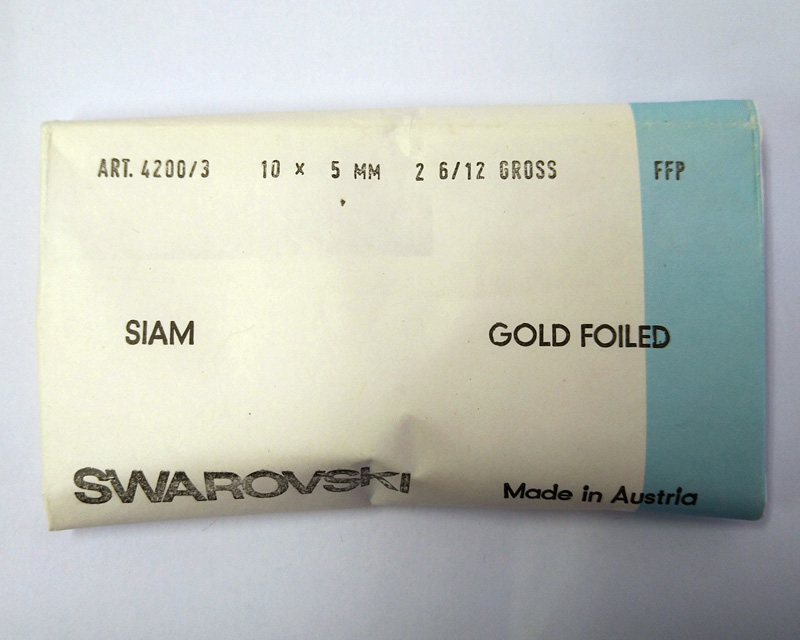 ART. 4200/3 10 x 5 MM 2 6/12 GROSS FFP
SIAM GOLD FOILED
SWAROVSKI Made in Austria